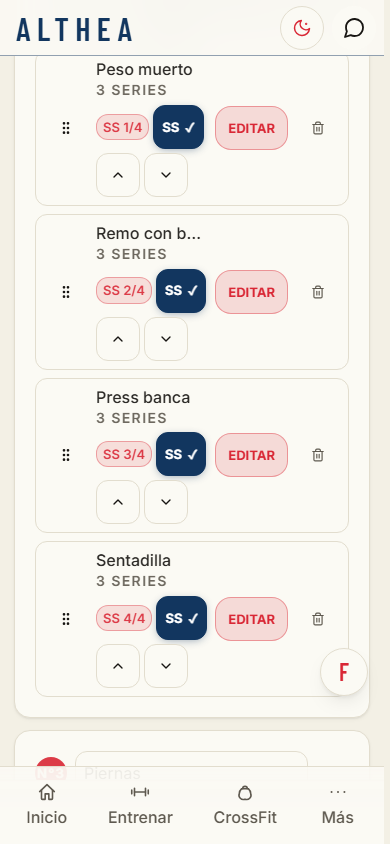 ALTHEA
Peso muerto
3 SERIES
SS 1/4 SS ✓ EDITAR
Remo con b...
3 SERIES
SS 2/4 SS ✓ EDITAR
Press banca
3 SERIES
SS 3/4 SS ✓ EDITAR
Sentadilla
3 SERIES
SS 4/4 SS ✓ EDITAR
F
Piernas
Inicio Entrenar CrossFit Más